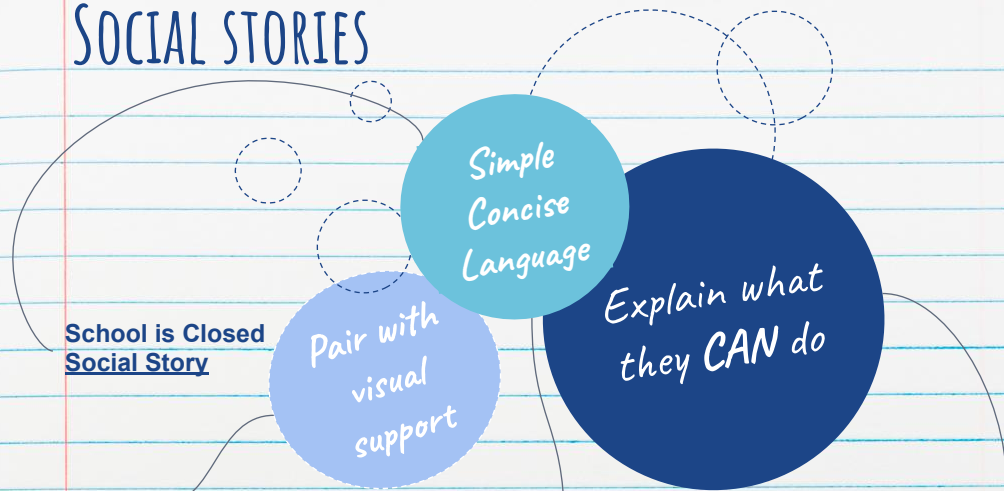 Social stories
Simple
Concise
Language
Explain what
they CAN do
Pair with
visual
support
School is Closed
Social Story